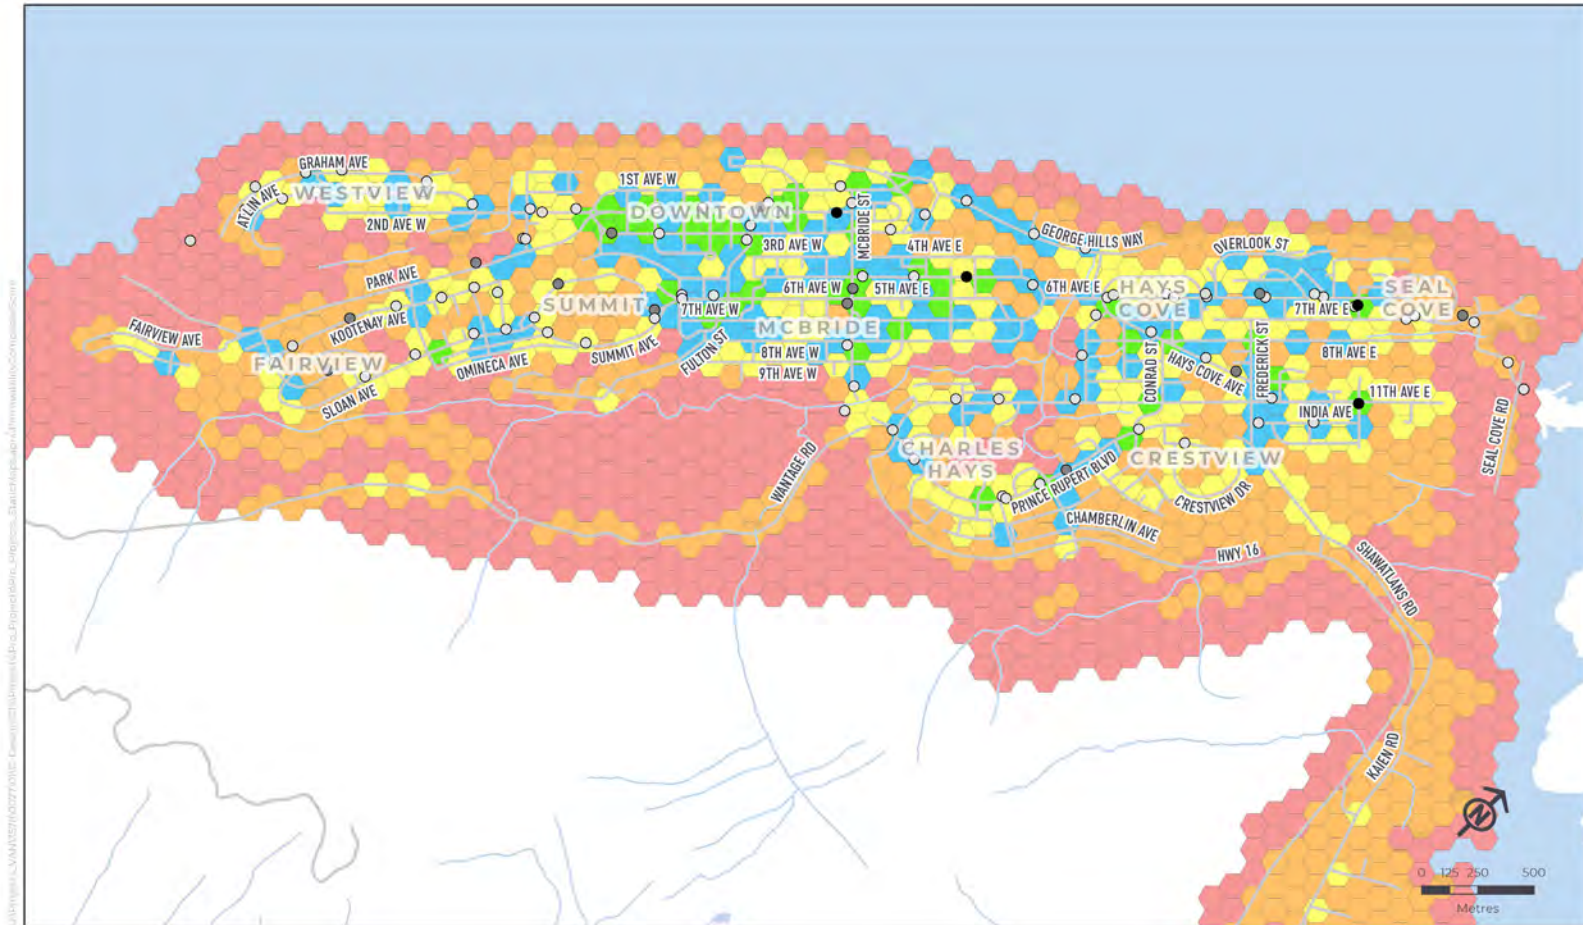 GRAHAM AVE
WESTVIEW
ATLIN AVE
2ND AVE W
1ST AVE W
DOWNTOWN
MCBRIDE ST
3RD AVE W
4TH AVE E
GEORGE HILLS WAY
OVERLOOK ST
PARK AVE
KOOTENAY AVE
SUMMIT
6TH AVE W
5TH AVE E
6TH AVE E
HAYS
COVE
SEAL
COVE
7TH AVE W
7TH AVE E
FAIRVIEW AVE
FAIRVIEW
MCBRIDE
OMINECA AVE
SUMMIT AVE
FULTON ST
8TH AVE W
9TH AVE W
SLOAN AVE
CONRAD ST
HAYS COVE AVE
FREDERICK ST
8TH AVE E
11TH AVE E
INDIA AVE
SEAL COVE RD
WANTAGE RD
CHARLES
HAYS
CRESTVIEW
PRINCE RUPERT BLVD
CRESTVIEW DR
CHAMBERLIN AVE
HWY 16
SHAWATLANS RD
KAIEN RD
N
0 125 250 500
Metres